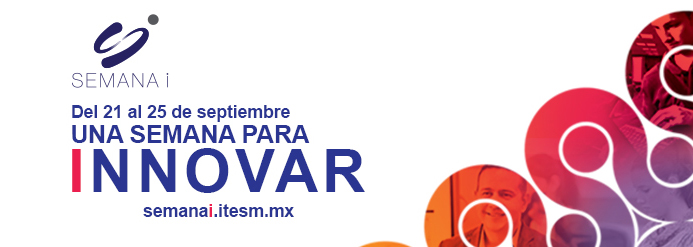 SEMANA i
Del 21 al 25 de septiembre
UNA SEMANA PARA
INNOVAR
semanai.itesm.mx